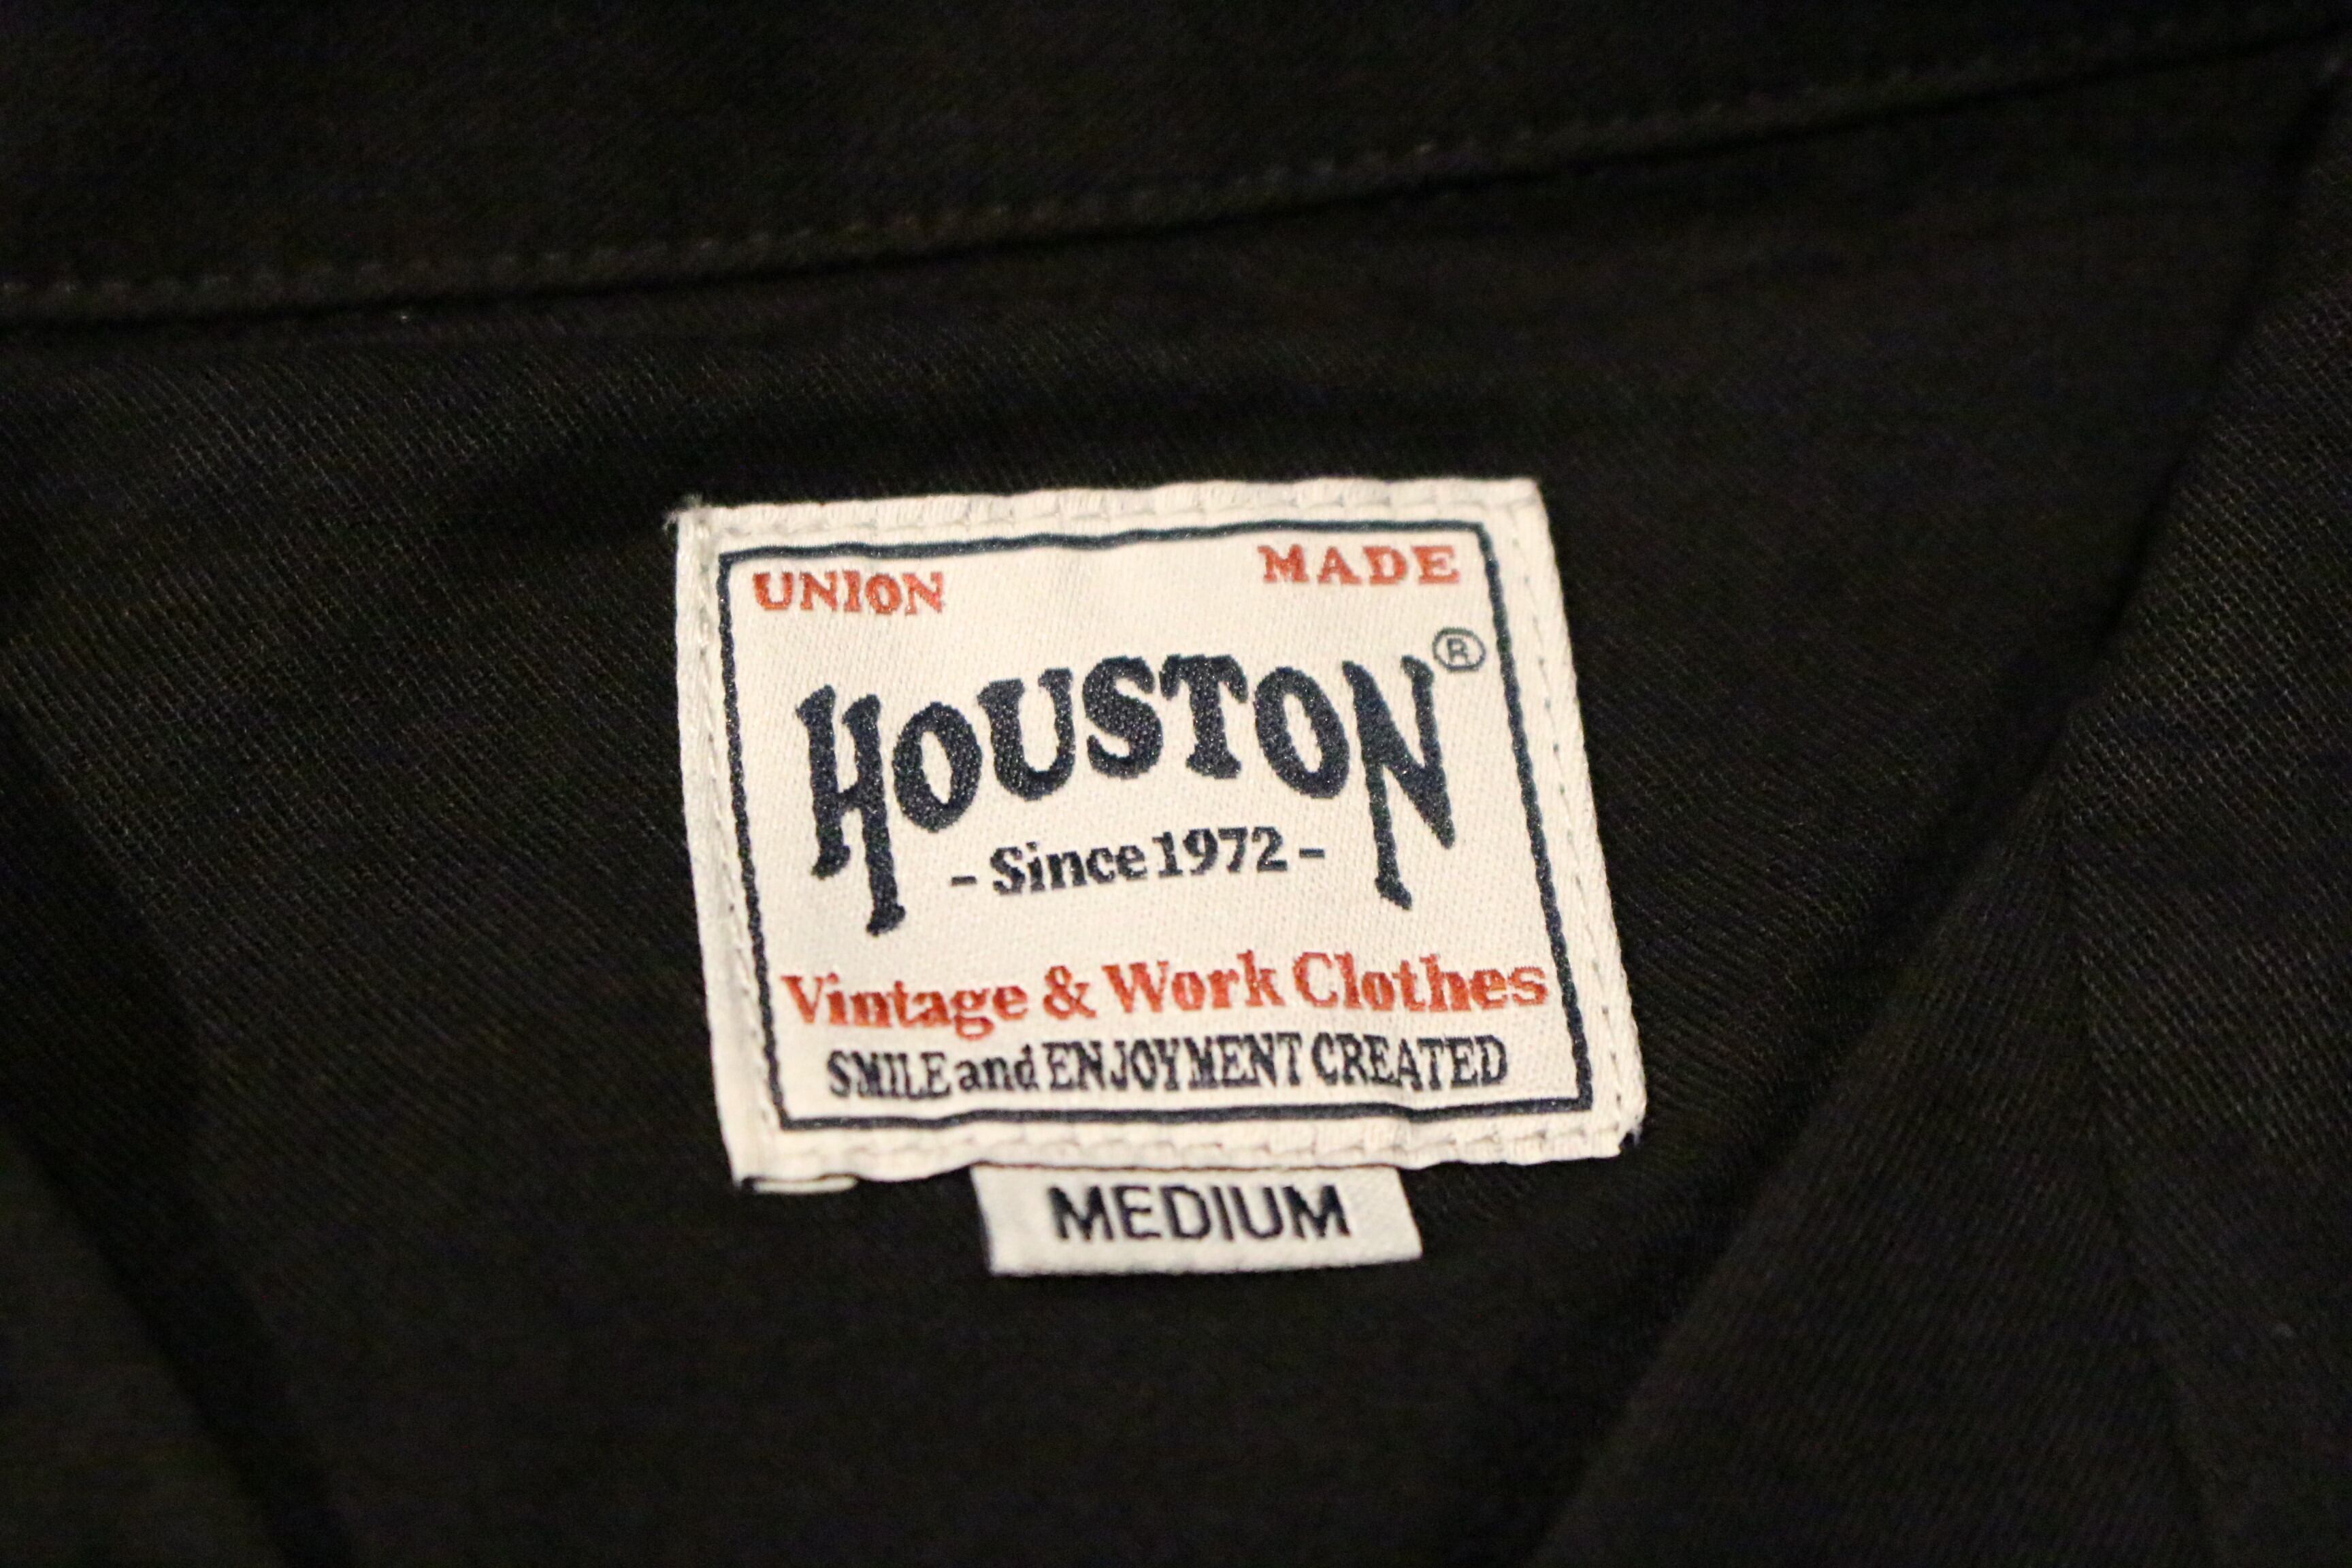 UNION MADE
HOUSTON®
- Since 1972 -
Vintage & Work Clothes
SMILE and ENJOYMENT CREATED
MEDIUM